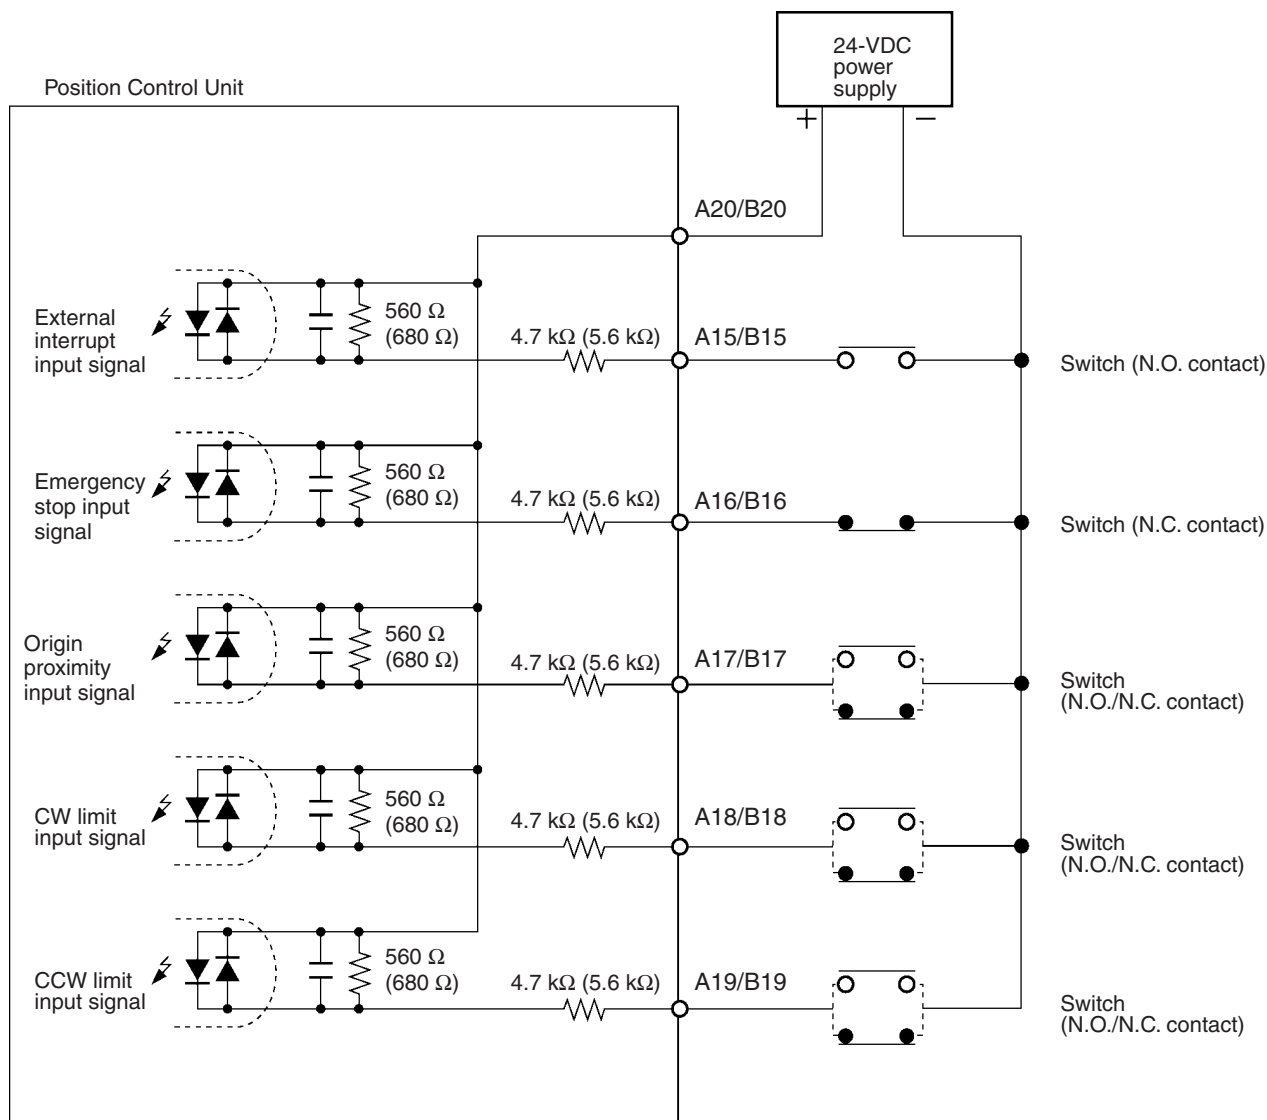 24-VDC
power
supply
Position Control Unit
+
−
A20/B20
External
interrupt
input signal
560 Ω
(680 Ω)
4.7 kΩ (5.6 kΩ)
A15/B15
Switch (N.O. contact)
Emergency
stop input
signal
560 Ω
(680 Ω)
4.7 kΩ (5.6 kΩ)
A16/B16
Switch (N.C. contact)
Origin
proximity
input signal
560 Ω
(680 Ω)
4.7 kΩ (5.6 kΩ)
A17/B17
Switch
(N.O./N.C. contact)
CW limit
input signal
560 Ω
(680 Ω)
4.7 kΩ (5.6 kΩ)
A18/B18
Switch
(N.O./N.C. contact)
CCW limit
input signal
560 Ω
(680 Ω)
4.7 kΩ (5.6 kΩ)
A19/B19
Switch
(N.O./N.C. contact)